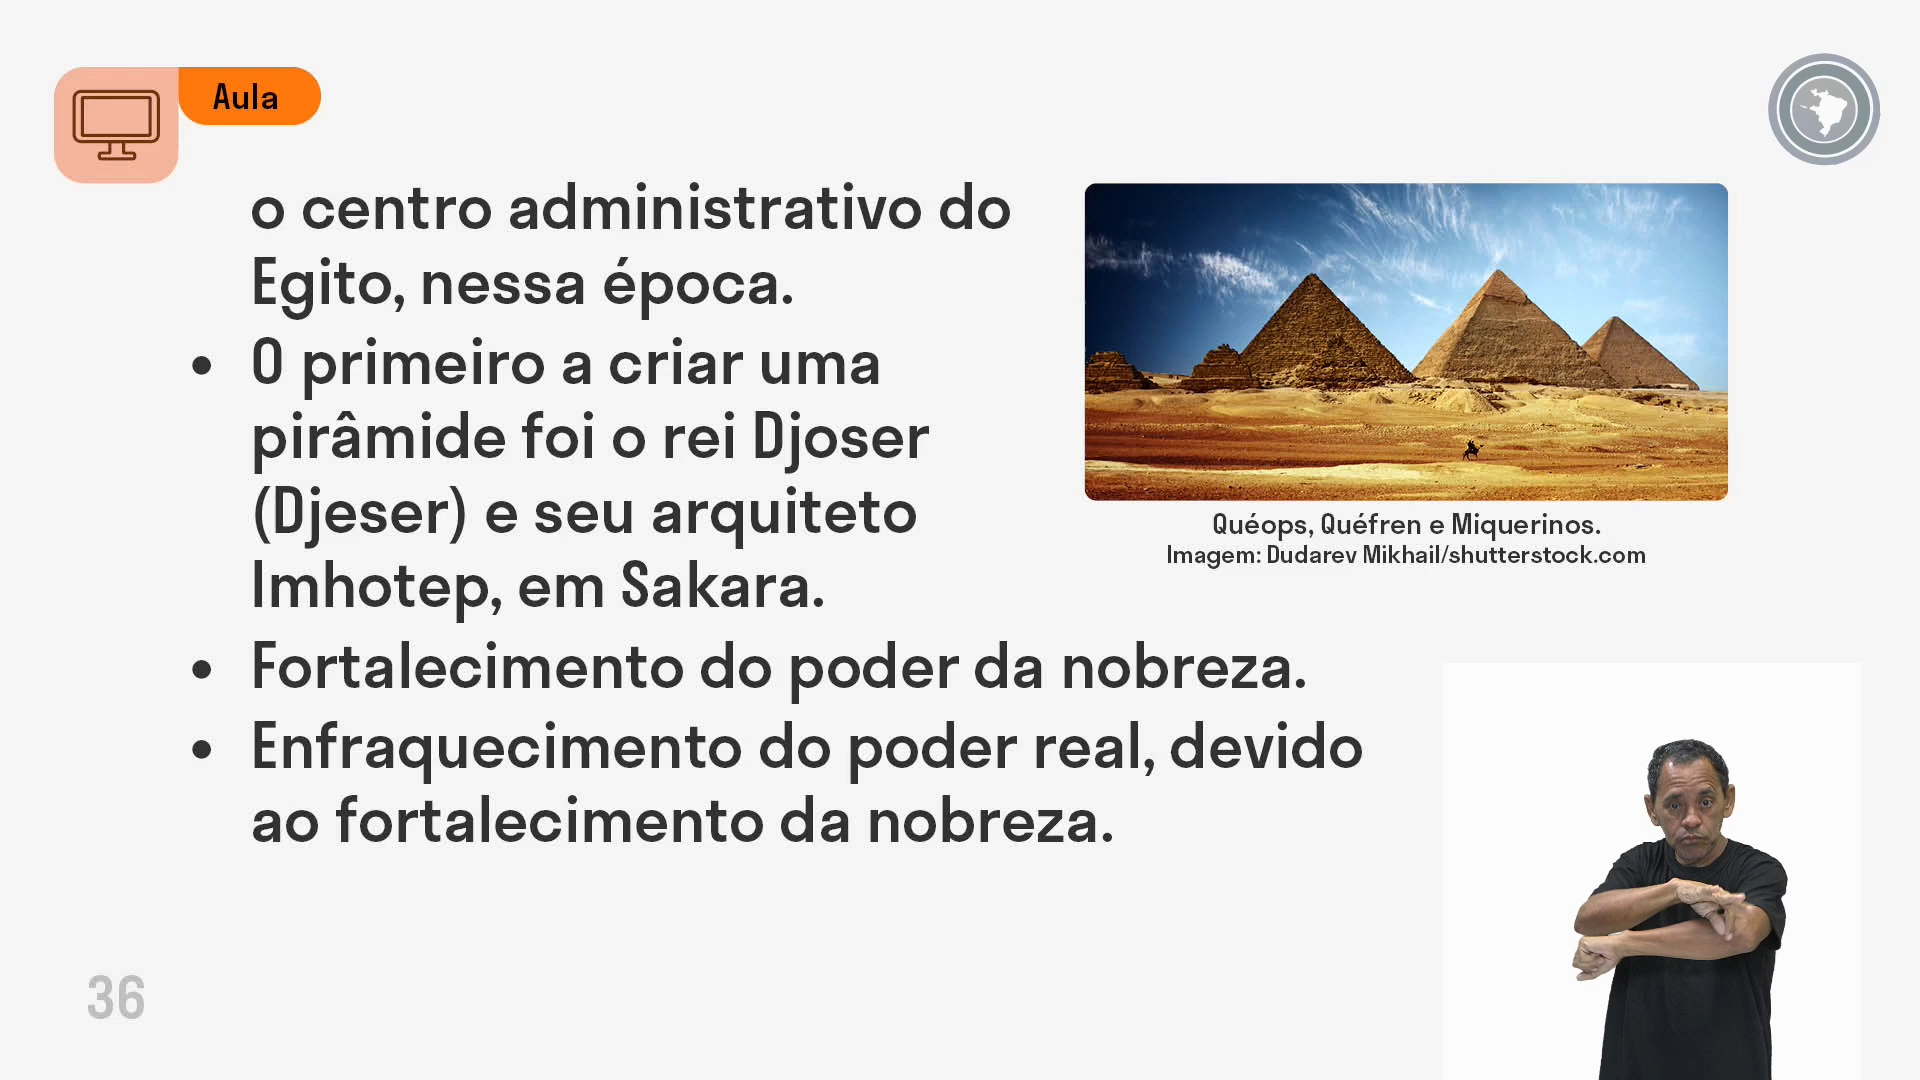 Aula
o centro administrativo do
Egito, nessa época.
• O primeiro a criar uma
pirâmide foi o rei Djoser
(Djeser) e seu arquiteto
Imhotep, em Sakara.
• Fortalecimento do poder da nobreza.
• Enfraquecimento do poder real, devido
ao fortalecimento da nobreza.
Quéops, Quéfren e Miquerinos.
Imagem: Dudarev Mikhail/shutterstock.com
36